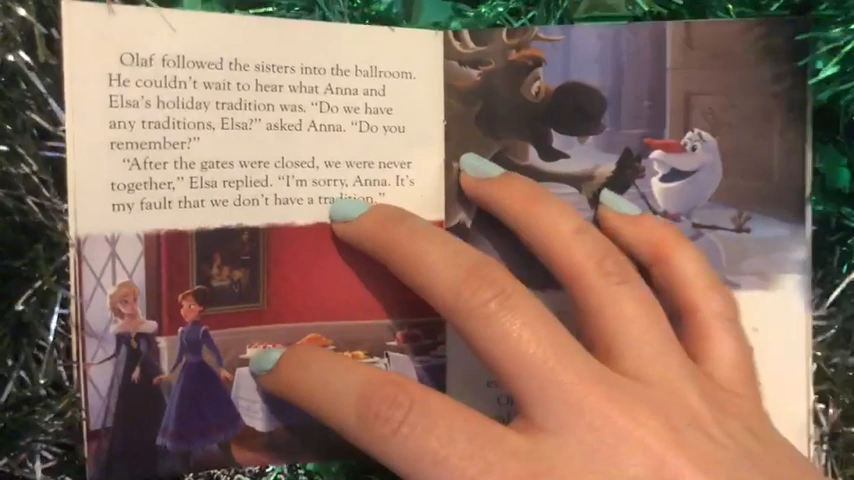 Olaf followed the sisters into the ballroom.
He couldn't wait to hear what Anna and
Elsa's holiday tradition was. "Do we have
any traditions, Elsa?" asked Anna. "Do you
remember?"
"After the gates were closed, we were never
together," Elsa replied. "I'm sorry, Anna. It's
my fault that we don't have a tradition."